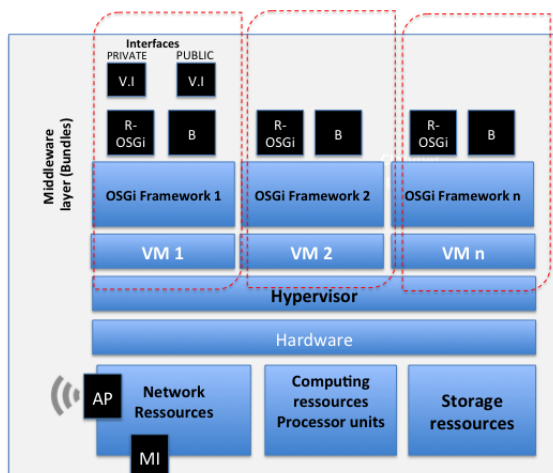 Interfaces
PRIVATE
PUBLIC
V.I
V.I
Middleware
layer (Bundles)
R-
OSGi
B
R-
OSGi
B
R-
OSGi
B
OSGi Framework 1
OSGi Framework 2
OSGi Framework n
VM 1
VM 2
VM n
Hypervisor
Hardware
AP
Network
Ressources
Computing
ressources
Processor units
Storage
ressources
MI